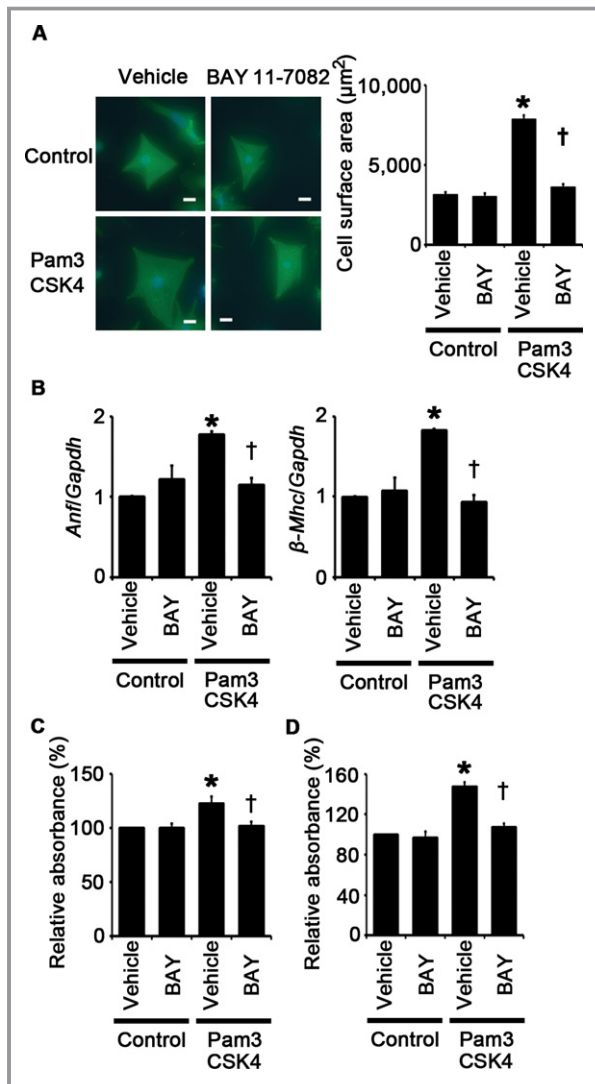 A
Vehicle BAY 11-7082
Control
Pam3
CSK4
Cell surface area (µm²)
10,000
5,000
0
*
†
Vehicle
BAY
Vehicle
BAY
Control
Pam3
CSK4
B
Anf/Gapdh
2
1
0
*
†
Vehicle
BAY
Vehicle
BAY
Control
Pam3
CSK4
β-Mhc/Gapdh
2
1
0
*
†
Vehicle
BAY
Vehicle
BAY
Control
Pam3
CSK4
C
Relative absorbance (%)
150
100
50
0
*
†
Vehicle
BAY
Vehicle
BAY
Control
Pam3
CSK4
D
Relative absorbance (%)
160
120
80
40
0
*
†
Vehicle
BAY
Vehicle
BAY
Control
Pam3
CSK4